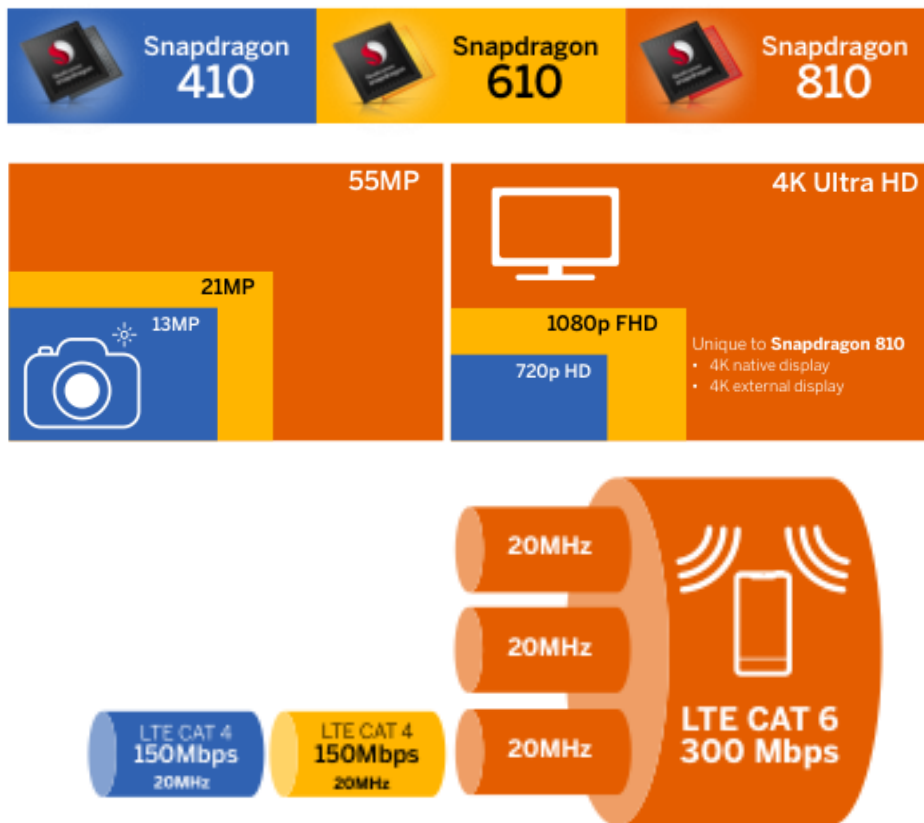 Snapdragon
410
Snapdragon
610
Snapdragon
810
55MP
21MP
13MP
4K Ultra HD
1080p FHD
720p HD
Unique to Snapdragon 810
• 4K native display
• 4K external display
20MHz
20MHz
20MHz
LTE CAT 6
300 Mbps
LTE CAT 4
150Mbps
20MHz
LTE CAT 4
150Mbps
20MHz